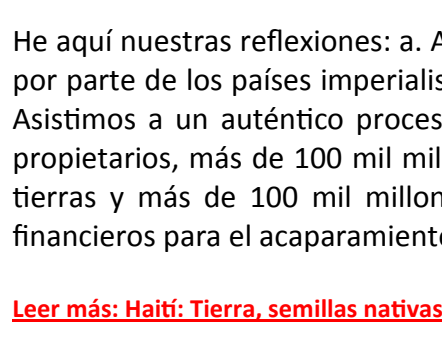 He aquí nuestras reflexiones: a. A
por parte de los países imperialis
Asistimos a un auténtico proces
propietarios, más de 100 mil mil
tierras y más de 100 mil millon
financieros para el acaparamient
Leer más: Haití: Tierra, semillas nativas